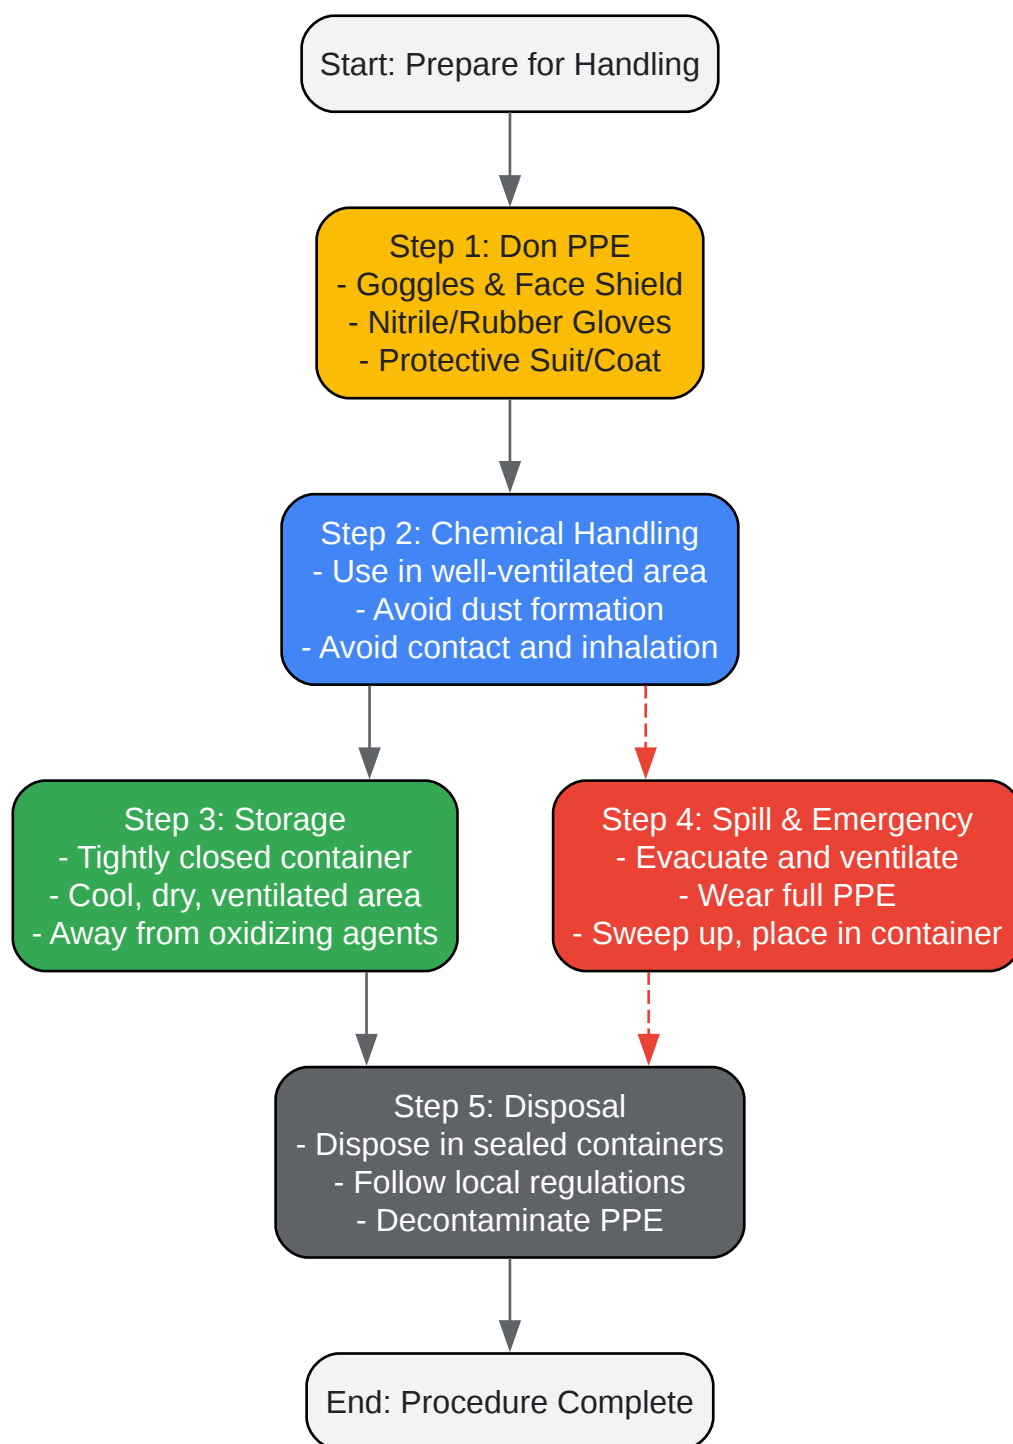 Start: Prepare for Handling
Step 1: Don PPE
- Goggles & Face Shield
- Nitrile/Rubber Gloves
- Protective Suit/Coat
Step 2: Chemical Handling
- Use in well-ventilated area
- Avoid dust formation
- Avoid contact and inhalation
Step 3: Storage
- Tightly closed container
- Cool, dry, ventilated area
- Away from oxidizing agents
Step 4: Spill & Emergency
- Evacuate and ventilate
- Wear full PPE
- Sweep up, place in container
Step 5: Disposal
- Dispose in sealed containers
- Follow local regulations
- Decontaminate PPE
End: Procedure Complete